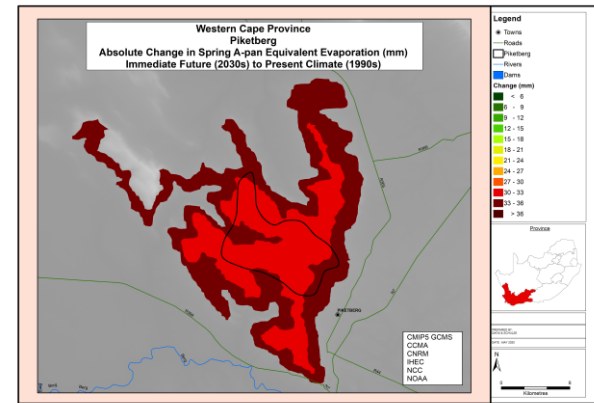 Western Cape Province
Piketberg
Absolute Change in Spring A-pan Equivalent Evaporation (mm)
Immediate Future (2030s) to Present Climate (1990s)
PIKETBERG
Berg
CMIP5 GCMS
CCMA
CNRM
IHEC
NCC
NOAA
Legend
Towns
Roads
Piketberg
Rivers
Dams
Change (mm)
< 6
6 - 9
9 - 12
12 - 15
15 - 18
18 - 21
21 - 24
24 - 27
27 - 30
30 - 33
33 - 36
> 36
Province
N
Kilometres